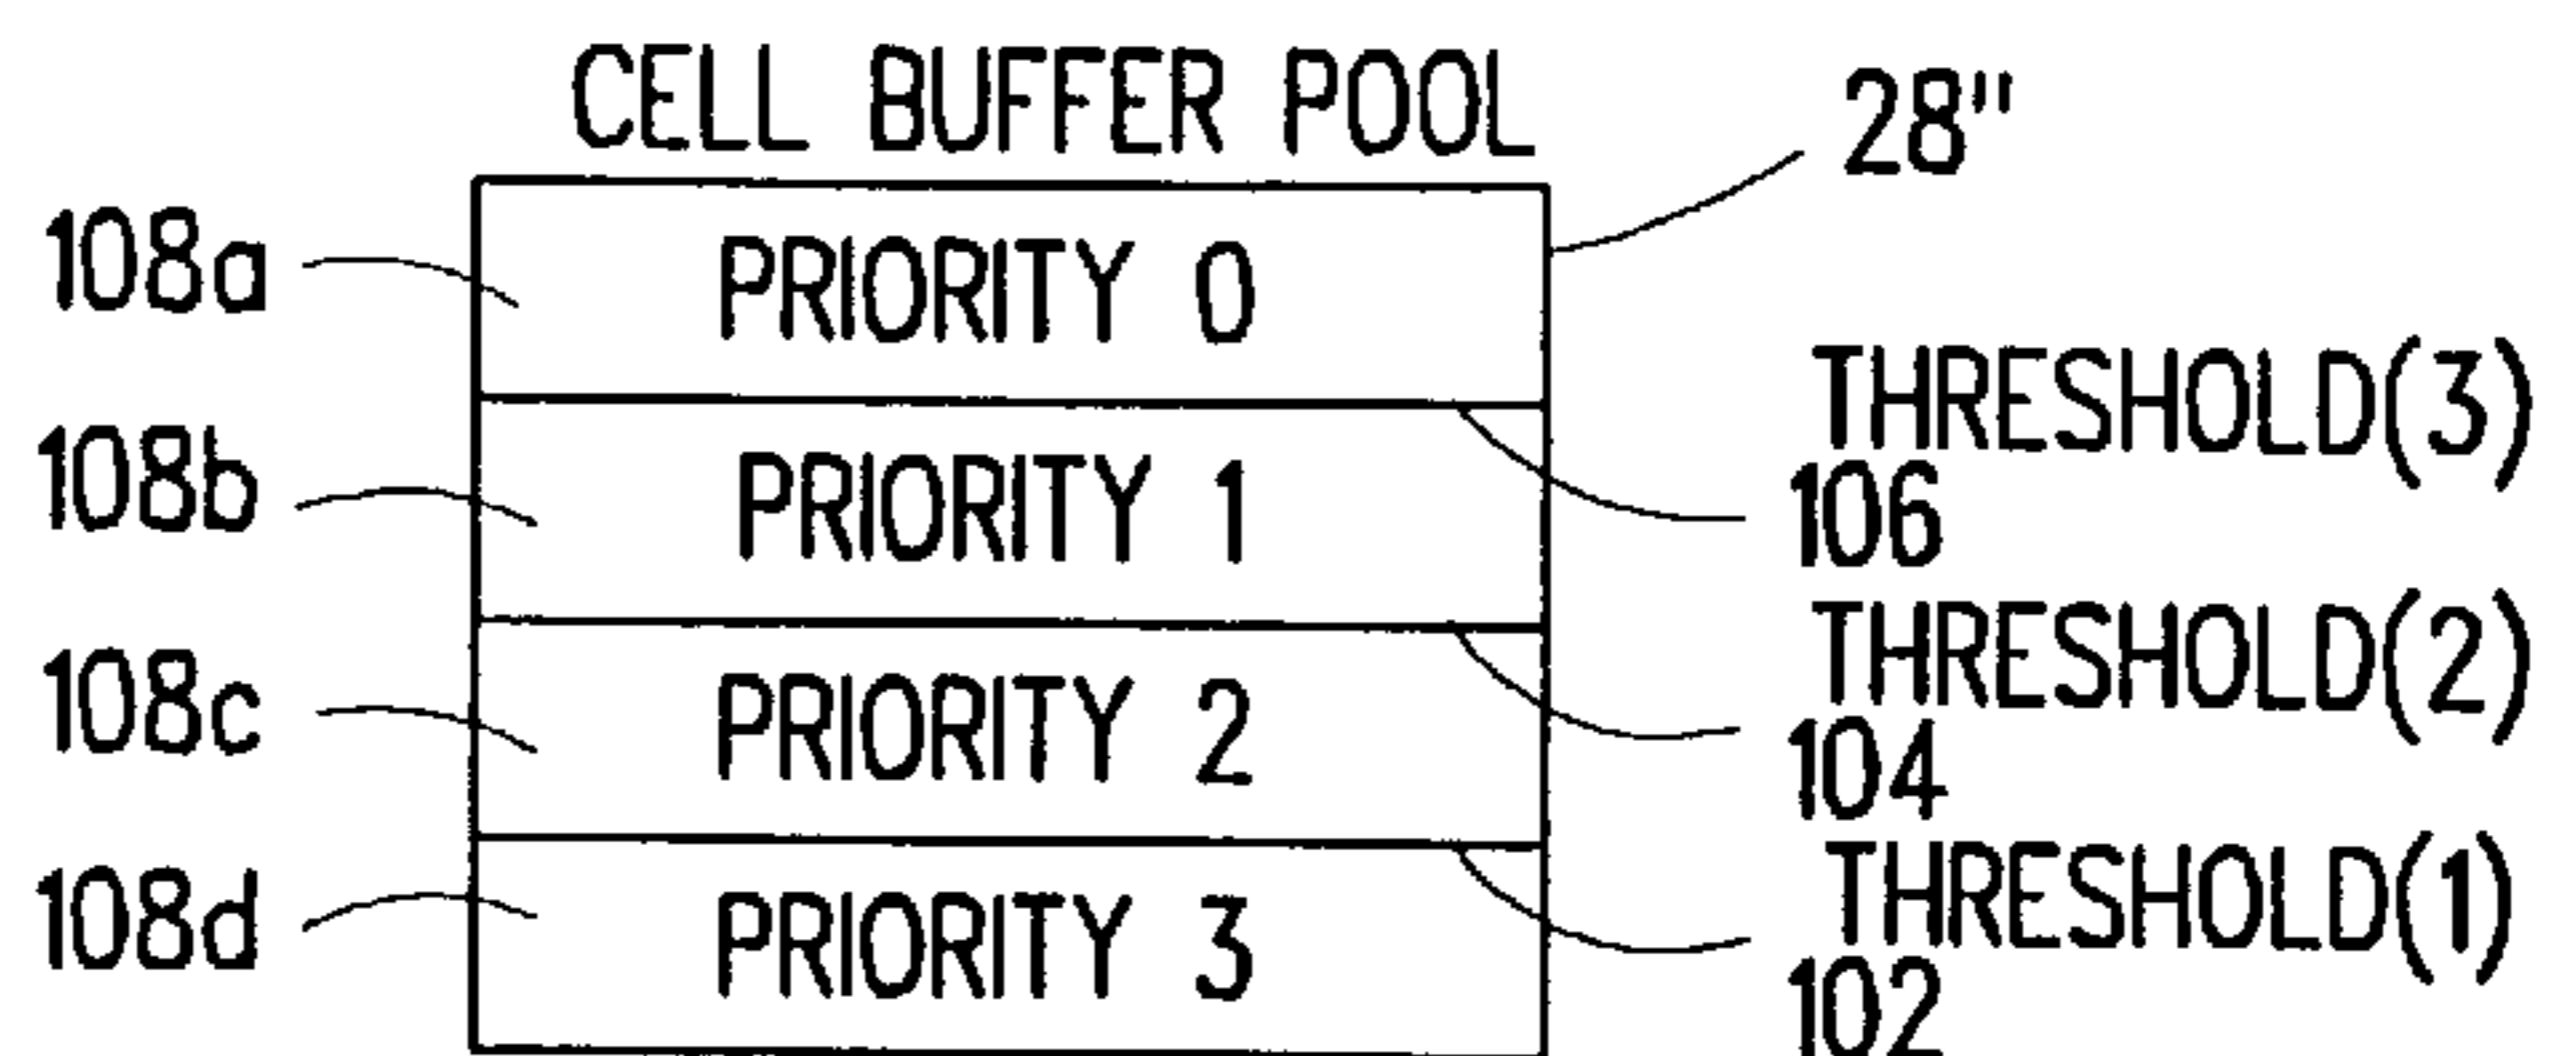 CELL BUFFER POOL
28"
108a
PRIORITY 0
THRESHOLD(3)
106
108b
PRIORITY 1
THRESHOLD(2)
104
108c
PRIORITY 2
THRESHOLD(1)
102
108d
PRIORITY 3